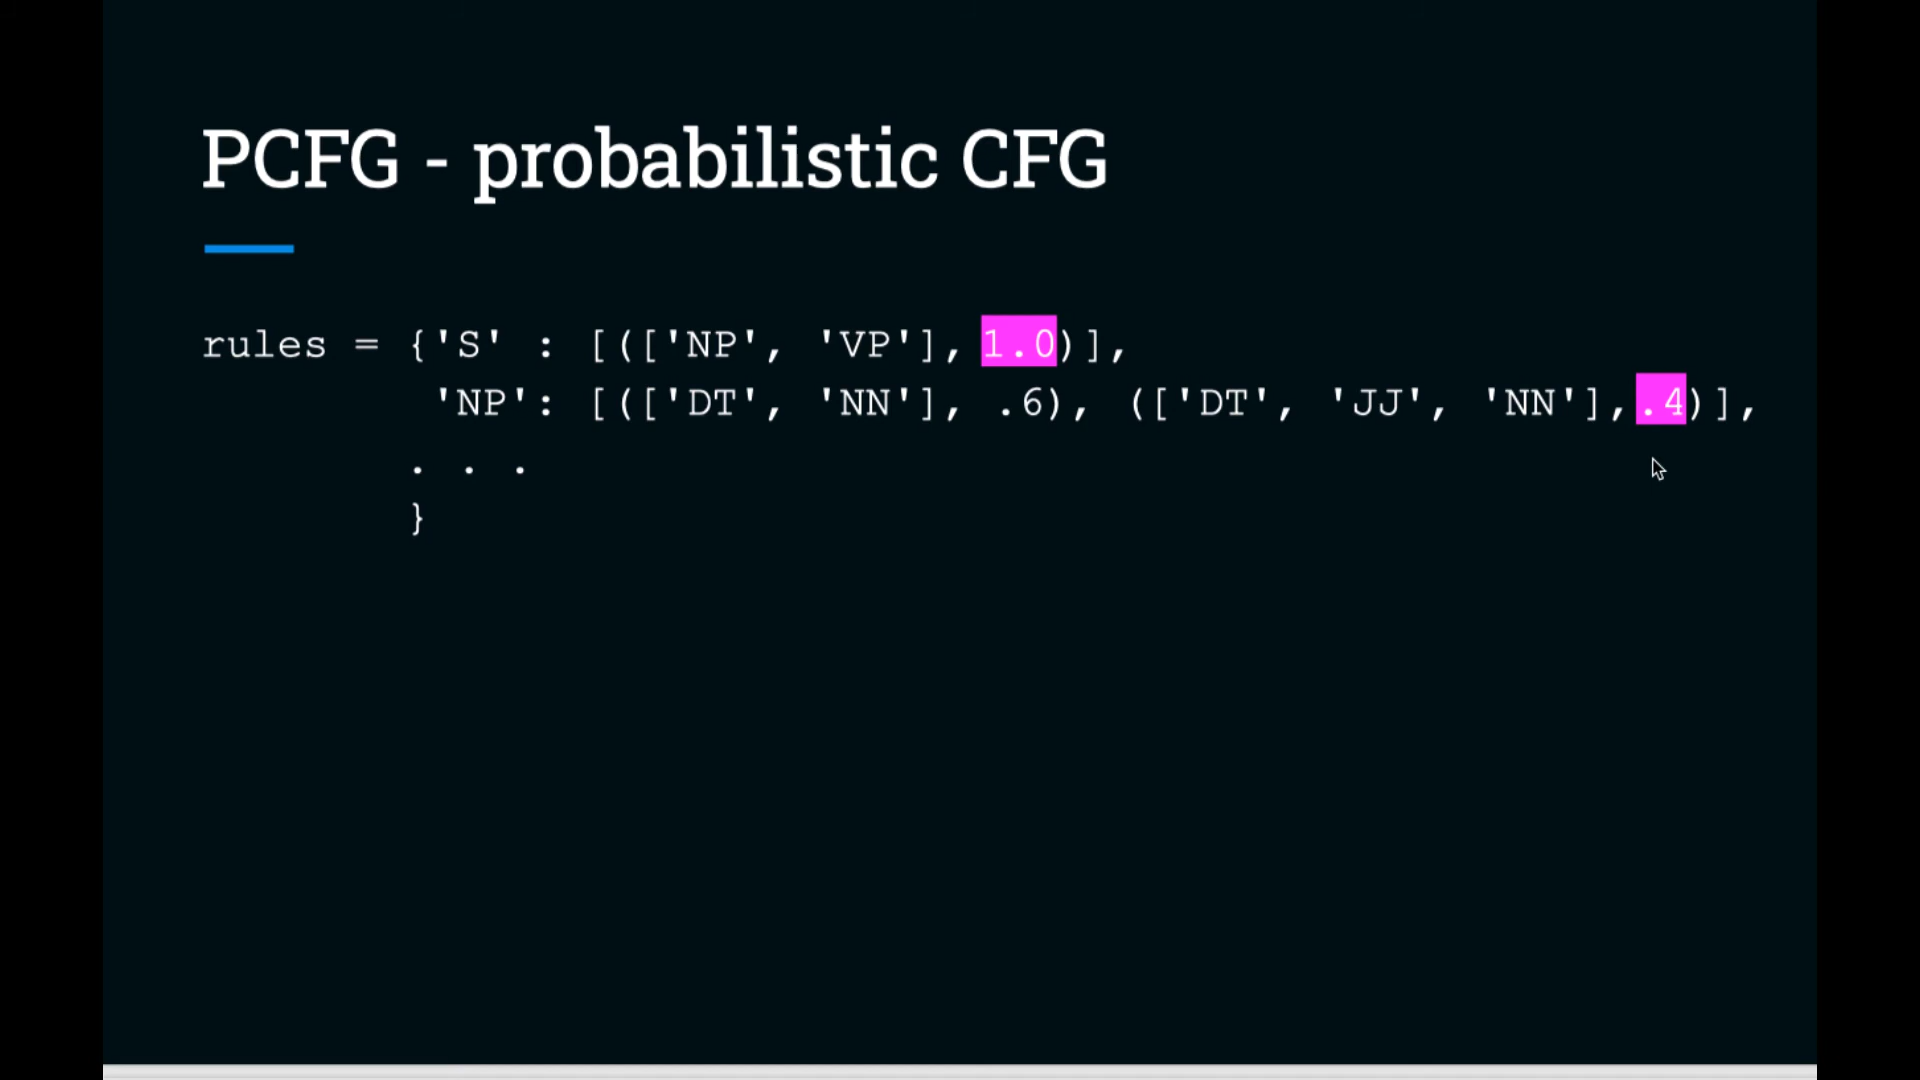 PCFG - probabilistic CFG
rules = {'S' : [(['NP', 'VP'], 1.0)],
'NP': [(['DT', 'NN'], .6), (['DT', 'JJ', 'NN'],.4)],
. . .
}